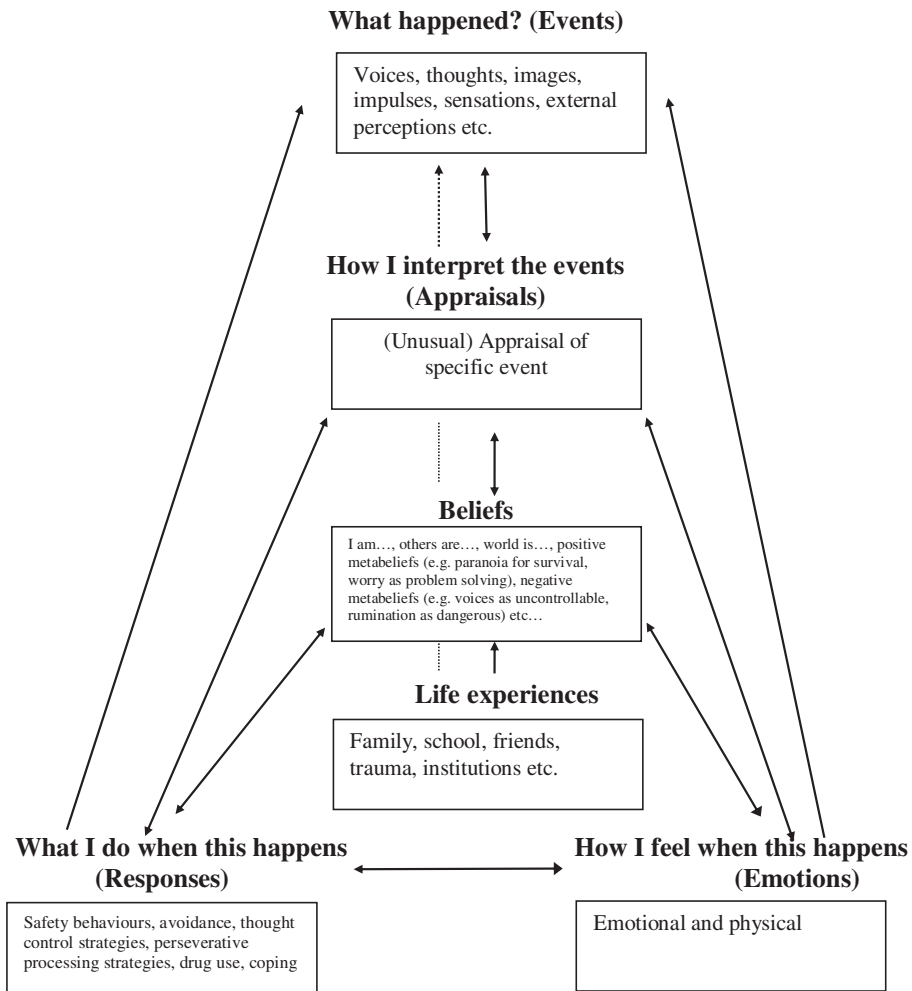 What happened? (Events)
Voices, thoughts, images,
impulses, sensations, external
perceptions etc.
How I interpret the events
(Appraisals)
(Unusual) Appraisal of
specific event
Beliefs
I am…, others are…, world is…, positive
metabeliefs (e.g. paranoia for survival,
worry as problem solving), negative
metabeliefs (e.g. voices as uncontrollable,
rumination as dangerous) etc…
Life experiences
Family, school, friends,
trauma, institutions etc.
What I do when this happens
(Responses)
Safety behaviours, avoidance, thought
control strategies, perseverative
processing strategies, drug use, coping
How I feel when this happens
(Emotions)
Emotional and physical